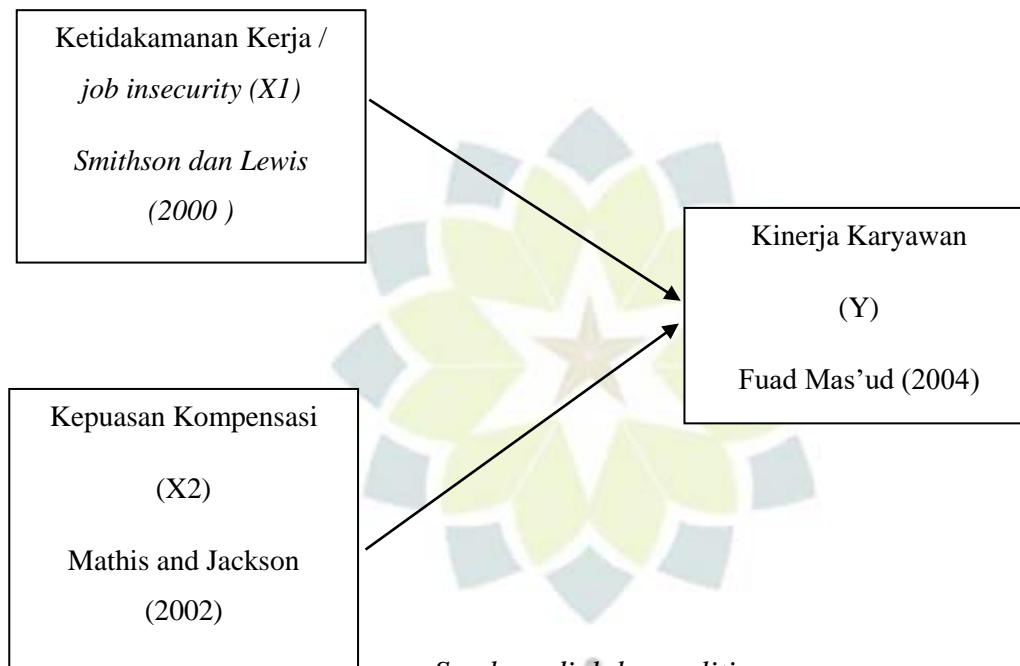 Ketidakamanan Kerja /
job insecurity (X1)
Smithson dan Lewis
(2000 )
Kinerja Karyawan
(Y)
Fuad Mas’ud (2004)
Kepuasan Kompensasi
(X2)
Mathis and Jackson
(2002)